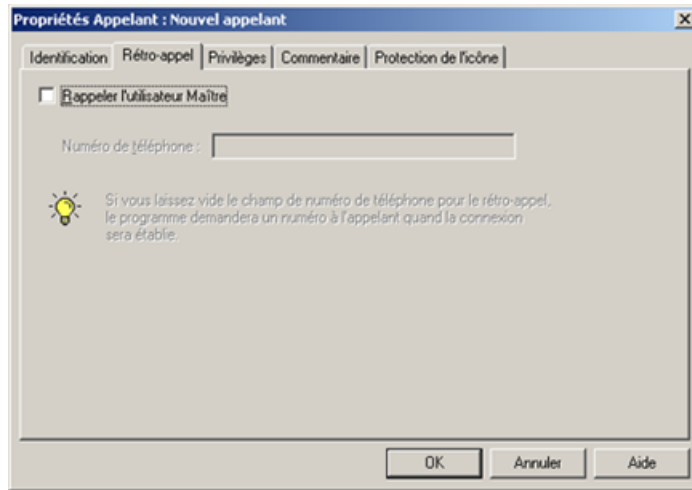 Propriétés Appelant : Nouvel appelant
Identification Rétro-appel Privilèges Commentaire Protection de l'icône
Rappeler l'utilisateur Maître
Numéro de téléphone :
Si vous laissez vide le champ de numéro de téléphone pour le rétro-appel,
le programme demandera un numéro à l'appelant quand la connexion
sera établie.
OK Annuler Aide